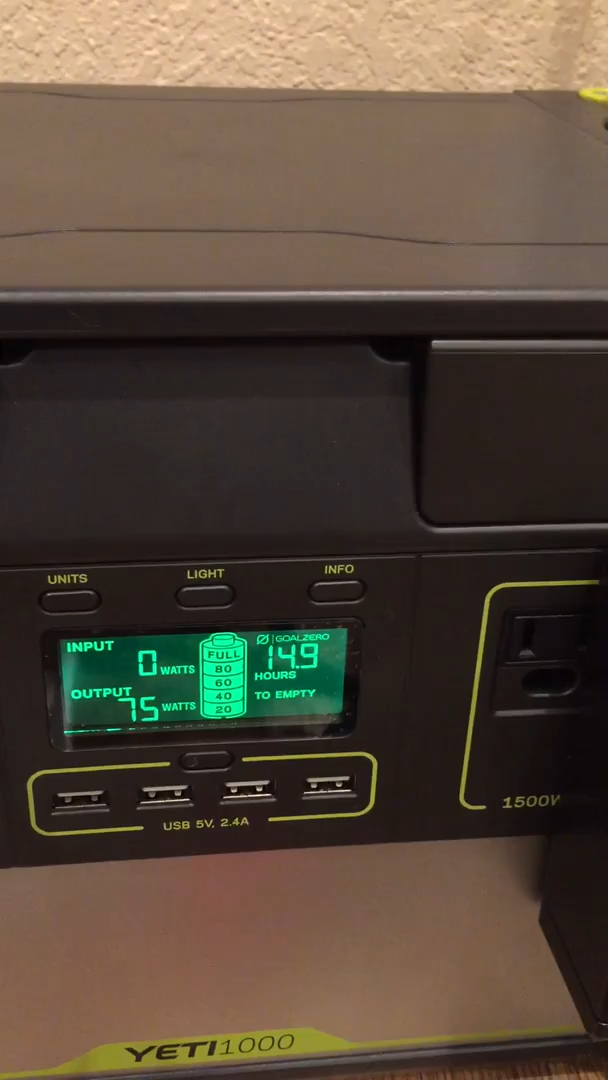 UNITS LIGHT INFO
INPUT
0 WATTS
OUTPUT
75 WATTS
FULL
80
60
40
20
GOALZERO
14.9
HOURS
TO EMPTY
USB 5V, 2.4A
1500W
YETI1000